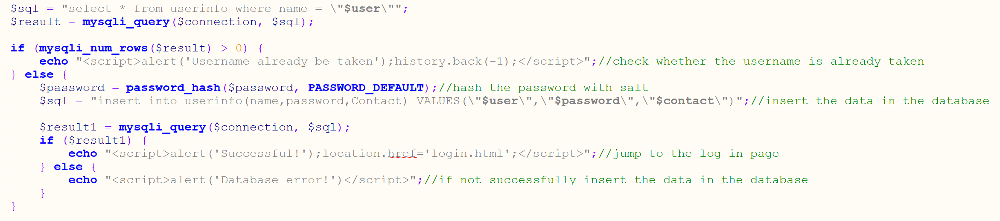 $sql = "select * from userinfo where name = \"$user\"";
$result = mysqli_query($connection, $sql);
if (mysqli_num_rows($result) > 0) {
echo "<script>alert('Username already be taken');history.back(-1);</script>";//check whether the username is already taken
} else {
$password = password_hash($password, PASSWORD_DEFAULT);//hash the password with salt
$sql = "insert into userinfo(name,password,Contact) VALUES(\"$user\",\"$password\",\"$contact\")";//insert the data in the database
$result1 = mysqli_query($connection, $sql);
if ($result1) {
echo "<script>alert('Successful!');location.href='login.html';</script>";//jump to the log in page
} else {
echo "<script>alert('Database error!')</script>";//if not successfully insert the data in the database
}
}